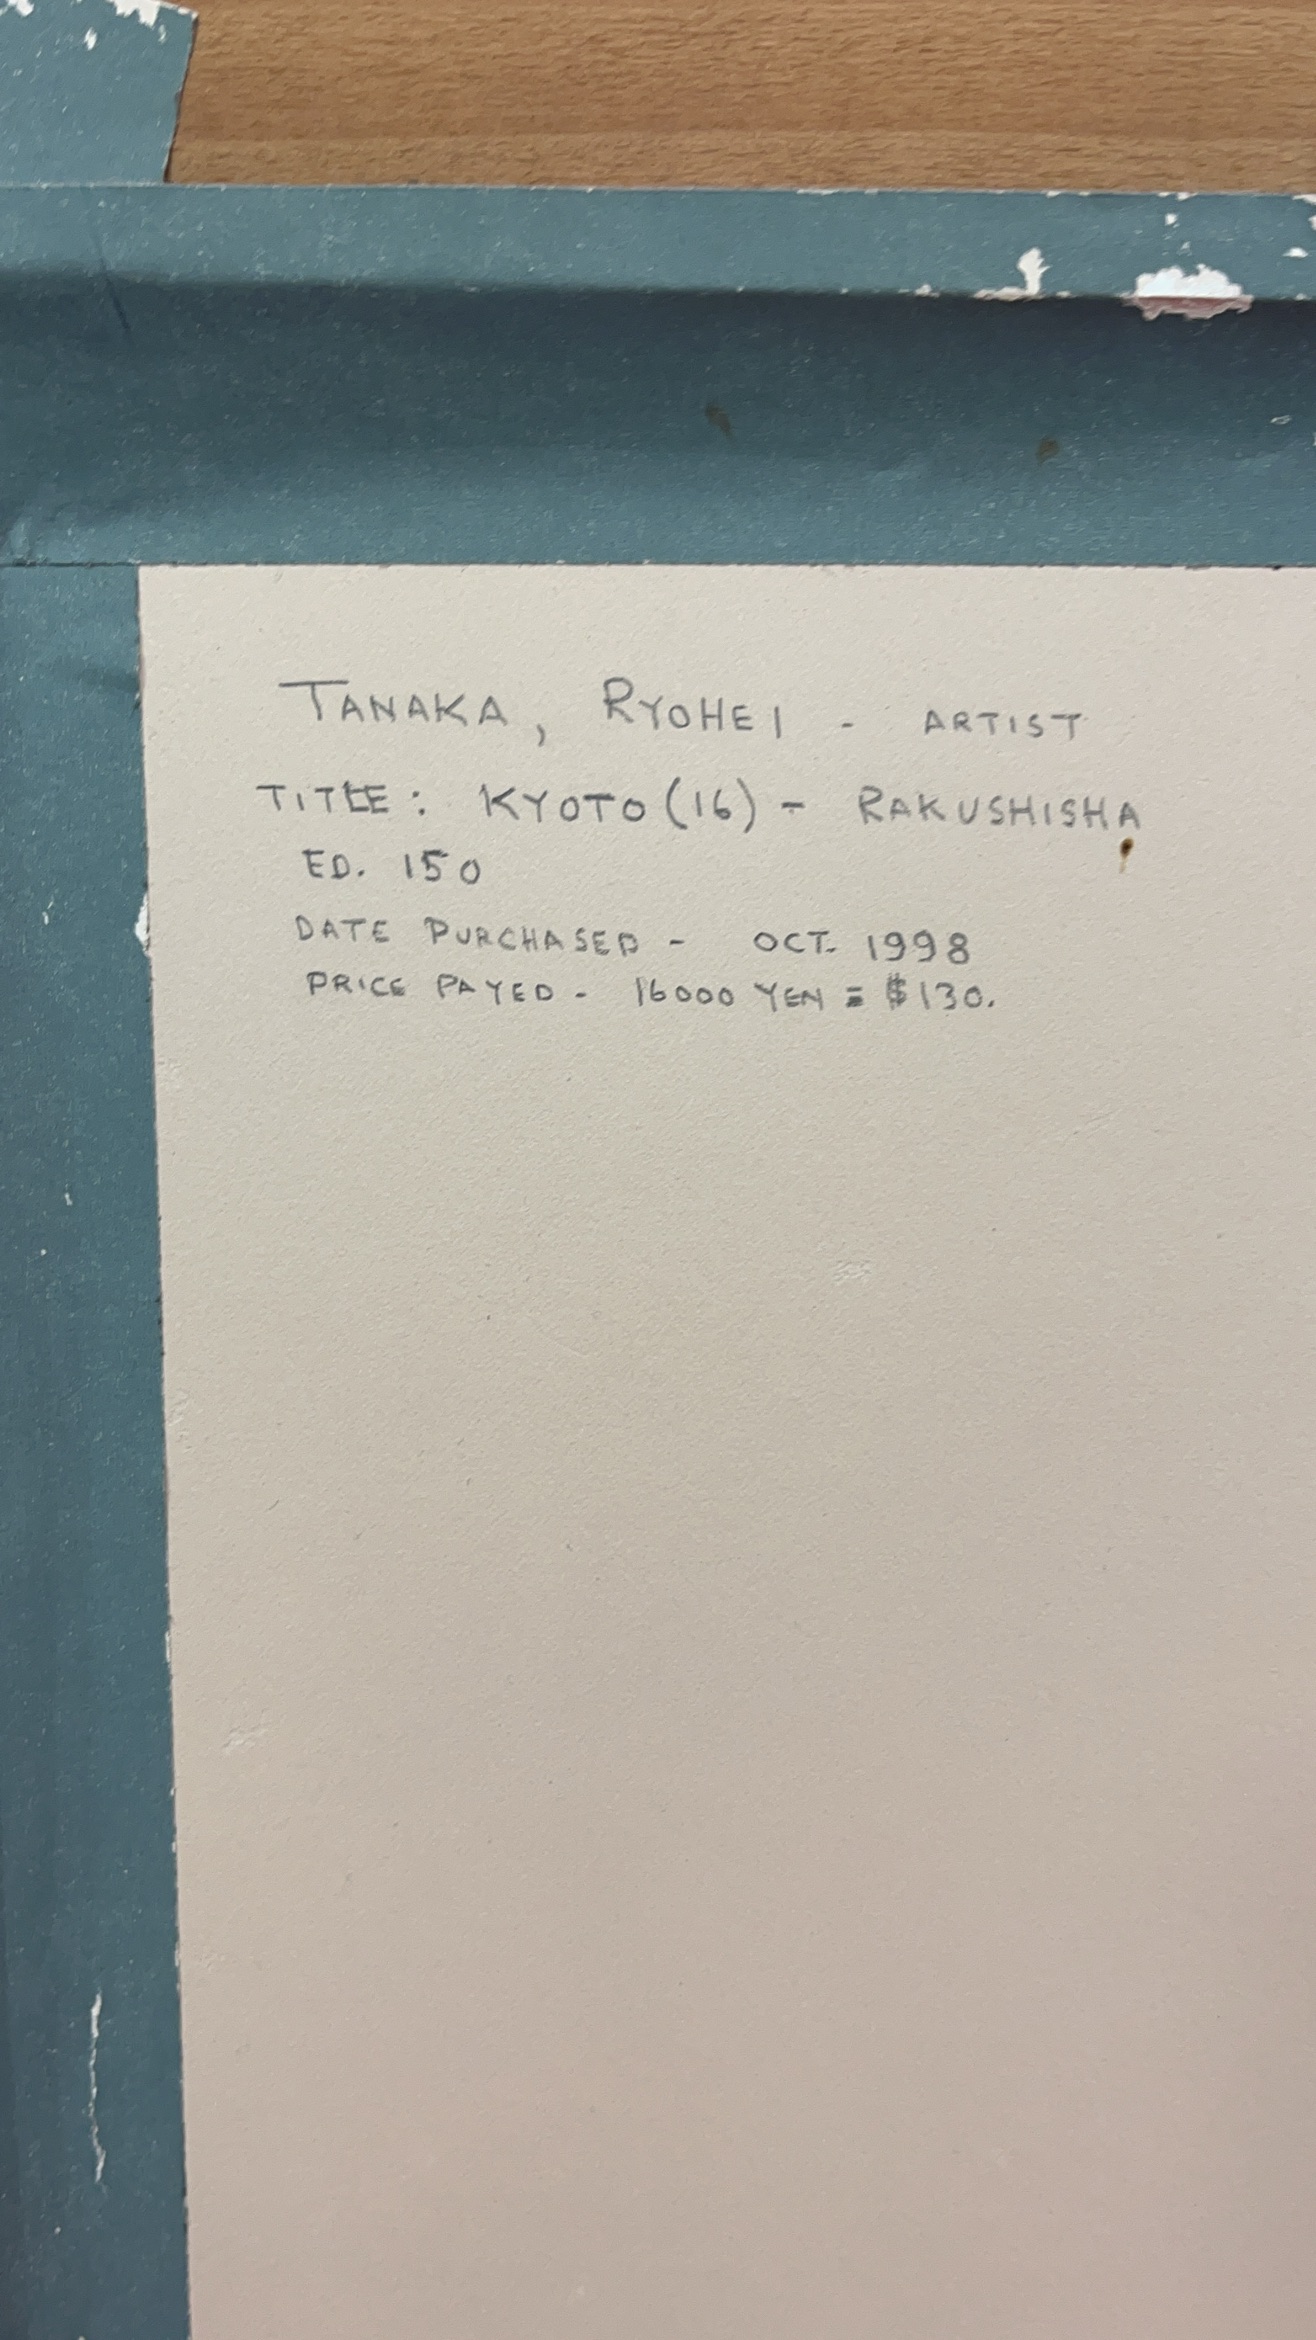 TANAKA, RYOHEI - ARTIST
TITLE: KYOTO (16) - RAKUSHISHA
ED. 150
DATE PURCHASED - OCT. 1998
PRICE PAYED - 16000 YEN = $130.